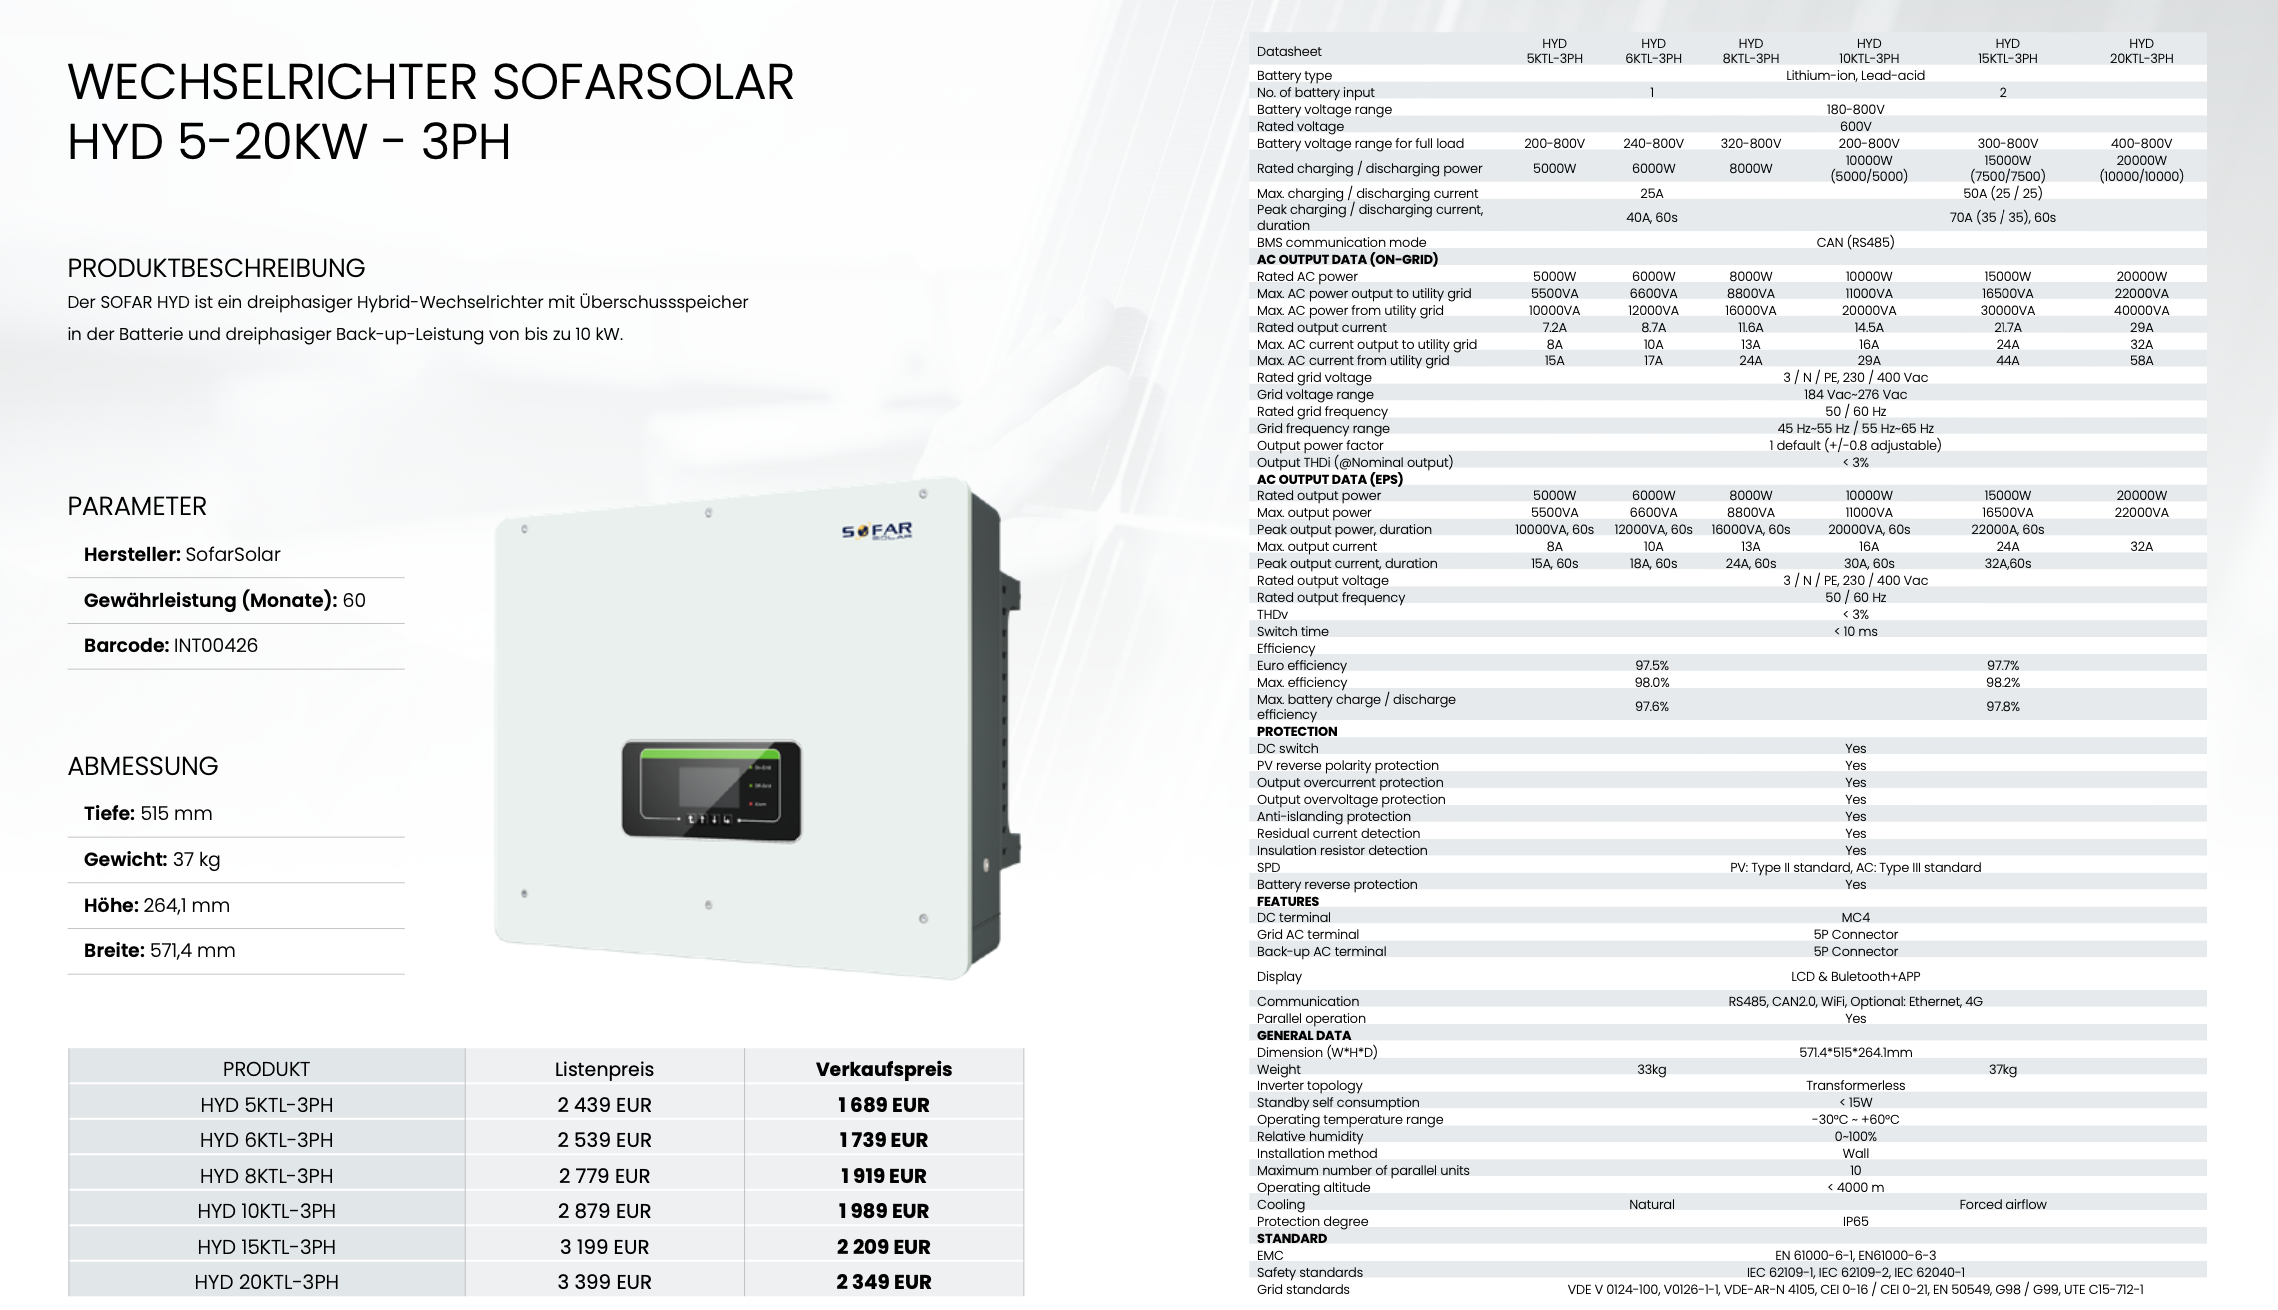 WECHSELRICHTER SOFARSOLAR
HYD 5-20KW - 3PH
PRODUKTBESCHREIBUNG
Der SOFAR HYD ist ein dreiphasiger Hybrid-Wechselrichter mit Überschussspeicher
in der Batterie und dreiphasiger Back-up-Leistung von bis zu 10 kW.
PARAMETER
Hersteller: SofarSolar
Gewährleistung (Monate): 60
Barcode: INT00426
ABMESSUNG
Tiefe: 515 mm
Gewicht: 37 kg
Höhe: 264,1 mm
Breite: 571,4 mm
SOFAR
SOLAR
On-Grid
Off-Grid
Alarm
PRODUKT Listenpreis Verkaufspreis
HYD 5KTL-3PH 2 439 EUR 1 689 EUR
HYD 6KTL-3PH 2 539 EUR 1 739 EUR
HYD 8KTL-3PH 2 779 EUR 1 919 EUR
HYD 10KTL-3PH 2 879 EUR 1 989 EUR
HYD 15KTL-3PH 3 199 EUR 2 209 EUR
HYD 20KTL-3PH 3 399 EUR 2 349 EUR
Datasheet HYD 5KTL-3PH HYD 6KTL-3PH HYD 8KTL-3PH HYD 10KTL-3PH HYD 15KTL-3PH HYD 20KTL-3PH
Battery type Lithium-ion, Lead-acid
No. of battery input 1 2
Battery voltage range 180-800V
Rated voltage 600V
Battery voltage range for full load 200-800V 240-800V 320-800V 200-800V 300-800V 400-800V
Rated charging / discharging power 5000W 6000W 8000W 10000W (5000/5000) 15000W (7500/7500) 20000W (10000/10000)
Max. charging / discharging current 25A 50A (25 / 25)
Peak charging / discharging current, duration 40A, 60s 70A (35 / 35), 60s
BMS communication mode CAN (RS485)
AC OUTPUT DATA (ON-GRID)
Rated AC power 5000W 6000W 8000W 10000W 15000W 20000W
Max. AC power output to utility grid 5500VA 6600VA 8800VA 11000VA 16500VA 22000VA
Max. AC power from utility grid 10000VA 12000VA 16000VA 20000VA 30000VA 40000VA
Rated output current 7.2A 8.7A 11.6A 14.5A 21.7A 29A
Max. AC current output to utility grid 8A 10A 13A 16A 24A 32A
Max. AC current from utility grid 15A 17A 24A 29A 44A 58A
Rated grid voltage 3 / N / PE, 230 / 400 Vac
Grid voltage range 184 Vac~276 Vac
Rated grid frequency 50 / 60 Hz
Grid frequency range 45 Hz~55 Hz / 55 Hz~65 Hz
Output power factor 1 default (+/-0.8 adjustable)
Output THDi (@Nominal output) < 3%
AC OUTPUT DATA (EPS)
Rated output power 5000W 6000W 8000W 10000W 15000W 20000W
Max. output power 5500VA 6600VA 8800VA 11000VA 16500VA 22000VA
Peak output power, duration 10000VA, 60s 12000VA, 60s 16000VA, 60s 20000VA, 60s 22000A, 60s
Max. output current 8A 10A 13A 16A 24A 32A
Peak output current, duration 15A, 60s 18A, 60s 24A, 60s 30A, 60s 32A,60s
Rated output voltage 3 / N / PE, 230 / 400 Vac
Rated output frequency 50 / 60 Hz
THDv < 3%
Switch time < 10 ms
Efficiency
Euro efficiency 97.5% 97.7%
Max. efficiency 98.0% 98.2%
Max. battery charge / discharge efficiency 97.6% 97.8%
PROTECTION
DC switch Yes
PV reverse polarity protection Yes
Output overcurrent protection Yes
Output overvoltage protection Yes
Anti-islanding protection Yes
Residual current detection Yes
Insulation resistor detection Yes
SPD PV: Type II standard, AC: Type III standard
Battery reverse protection Yes
FEATURES
DC terminal MC4
Grid AC terminal 5P Connector
Back-up AC terminal 5P Connector
Display LCD & Buletooth+APP
Communication RS485, CAN2.0, WiFi, Optional: Ethernet, 4G
Parallel operation Yes
GENERAL DATA
Dimension (W*H*D) 571.4*515*264.1mm
Weight 33kg 37kg
Inverter topology Transformerless
Standby self consumption < 15W
Operating temperature range -30°C ~ +60°C
Relative humidity 0~100%
Installation method Wall
Maximum number of parallel units 10
Operating altitude < 4000 m
Cooling Natural Forced airflow
Protection degree IP65
STANDARD
EMC EN 61000-6-1, EN61000-6-3
Safety standards IEC 62109-1, IEC 62109-2, IEC 62040-1
Grid standards VDE V 0124-100, V0126-1-1, VDE-AR-N 4105, CEI 0-16 / CEI 0-21, EN 50549, G98 / G99, UTE C15-712-1